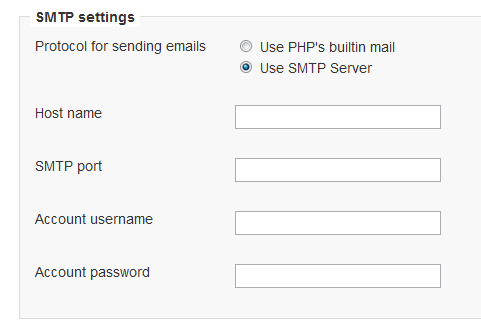 SMTP settings
Protocol for sending emails
Use PHP's builtin mail
Use SMTP Server
Host name
SMTP port
Account username
Account password